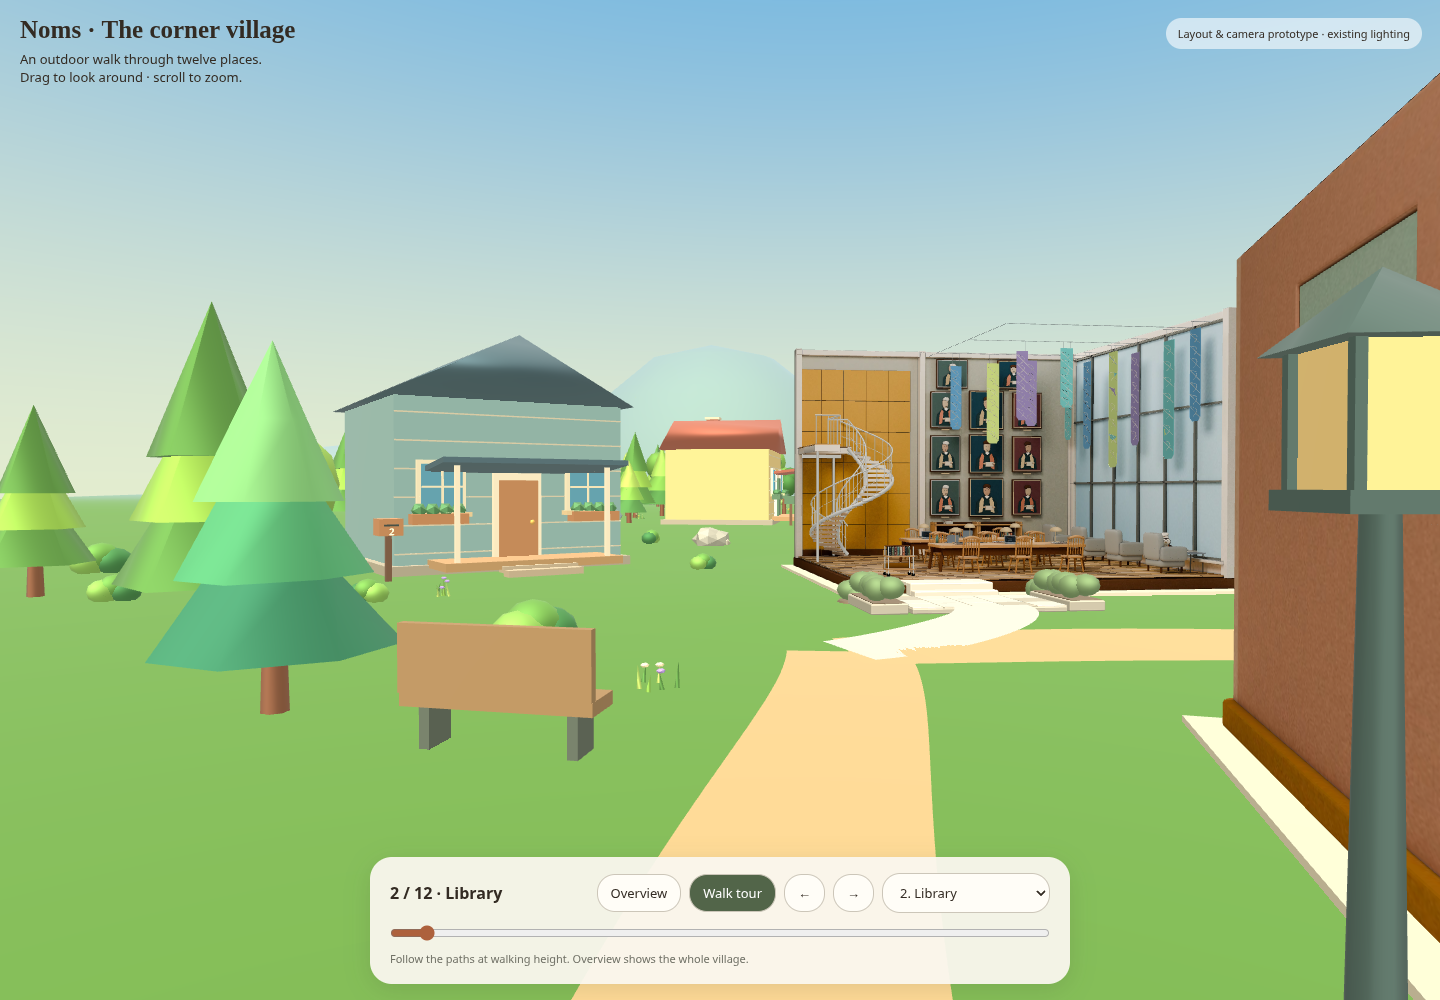 Noms · The corner village
An outdoor walk through twelve places.
Drag to look around · scroll to zoom.
Layout & camera prototype · existing lighting
2
2 / 12 · Library
Overview
Walk tour
←
→
2. Library
Follow the paths at walking height. Overview shows the whole village.